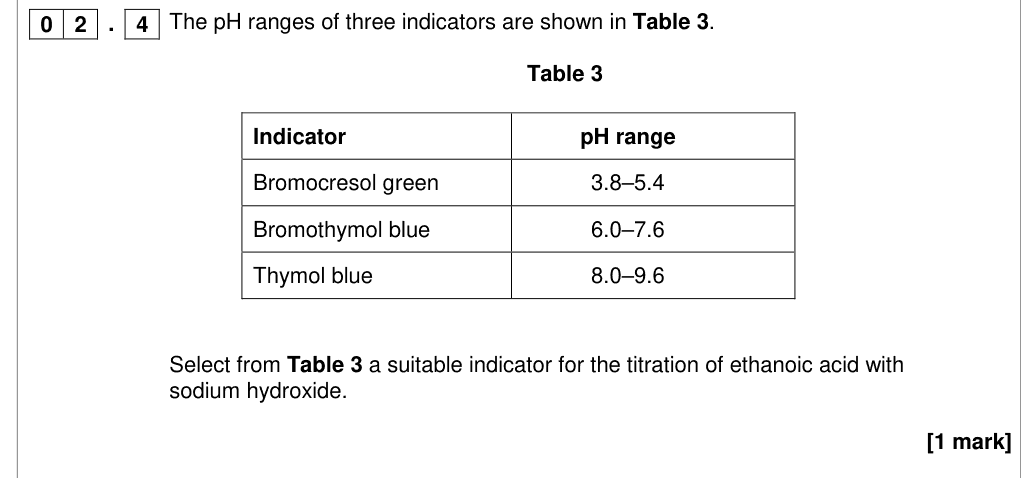 0 2 . 4 The pH ranges of three indicators are shown in Table 3.
Table 3
Indicator pH range
Bromocresol green 3.8–5.4
Bromothymol blue 6.0–7.6
Thymol blue 8.0–9.6
Select from Table 3 a suitable indicator for the titration of ethanoic acid with
sodium hydroxide.
[1 mark]